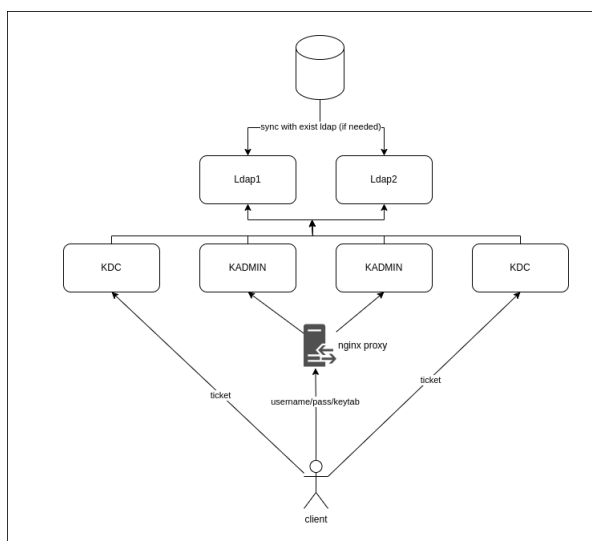 sync with exist ldap (if needed)
Ldap1
Ldap2
KDC
KADMIN
KADMIN
KDC
nginx proxy
ticket
username/pass/keytab
ticket
client